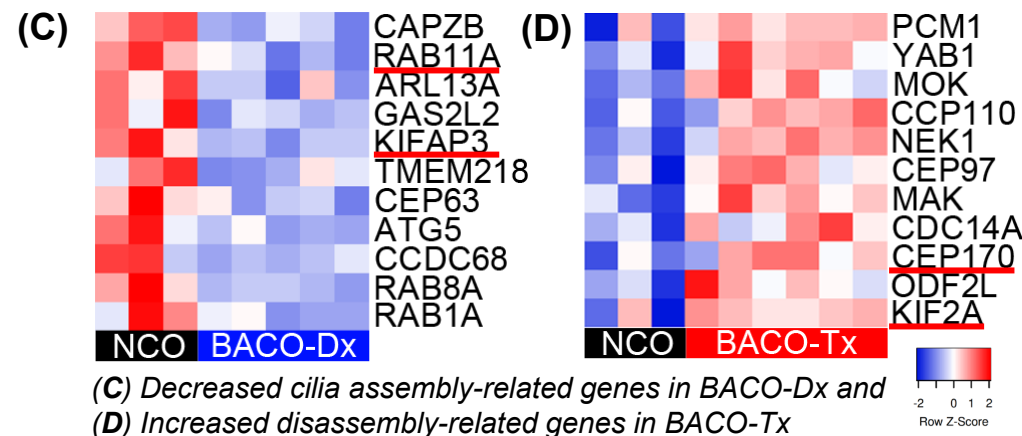 (C)
CAPZB
RAB11A
ARL13A
GAS2L2
KIFAP3
TMEM218
CEP63
ATG5
CCDC68
RAB8A
RAB1A
NCO BACO-Dx
(D)
PCM1
YAB1
MOK
CCP110
NEK1
CEP97
MAK
CDC14A
CEP170
ODF2L
KIF2A
NCO BACO-Tx
-2 0 1 2
Row Z-Score
(C) Decreased cilia assembly-related genes in BACO-Dx and
(D) Increased disassembly-related genes in BACO-Tx